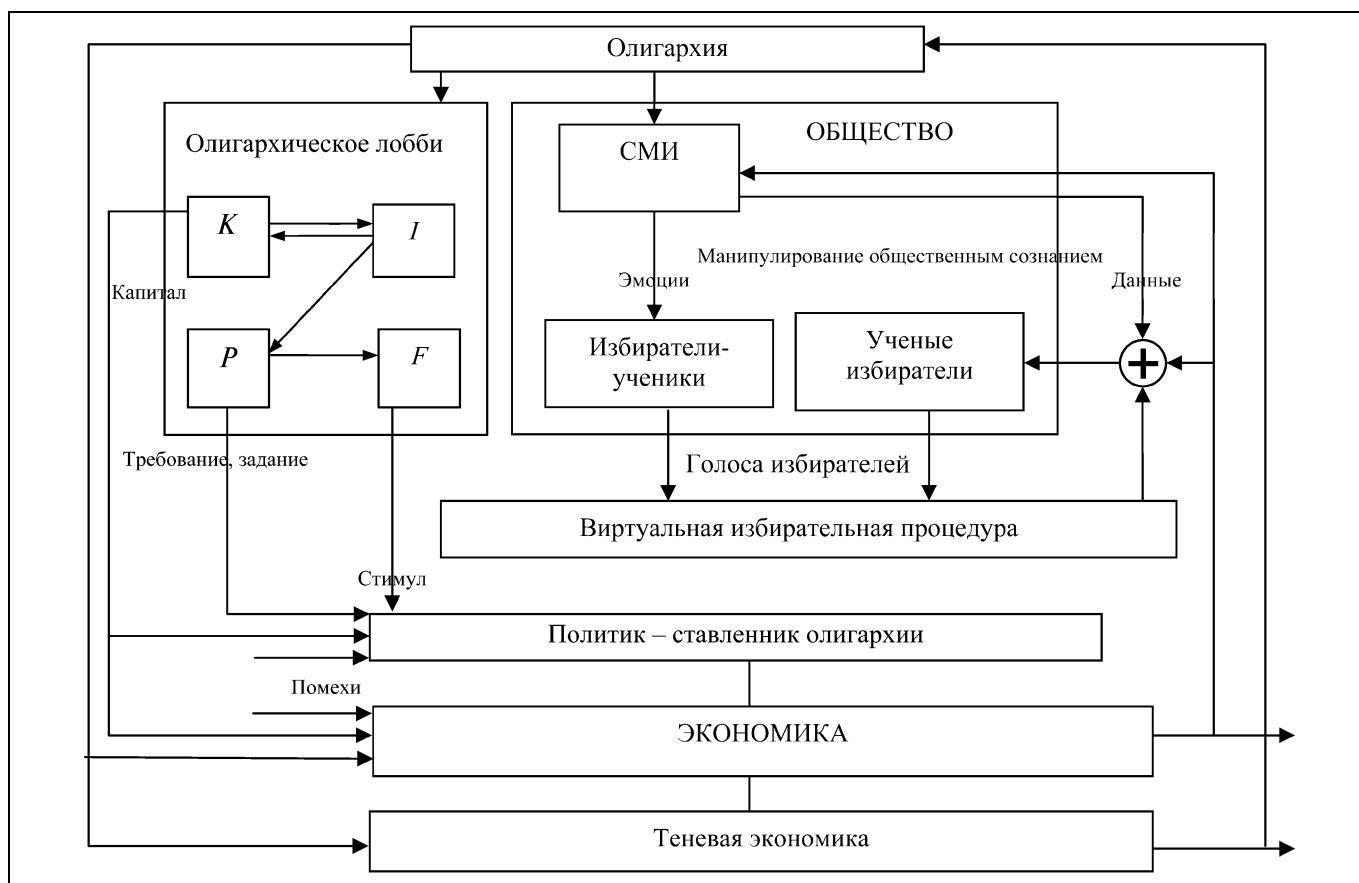 Олигархия
Олигархическое лобби
ОБЩЕСТВО
СМИ
K
I
Манипулирование общественным сознанием
Эмоции
Данные
Капитал
P
F
Избиратели-
ученики
Ученые
избиратели
+
Требование, задание
Голоса избирателей
Виртуальная избирательная процедура
Стимул
Политик – ставленник олигархии
Помехи
ЭКОНОМИКА
Теневая экономика